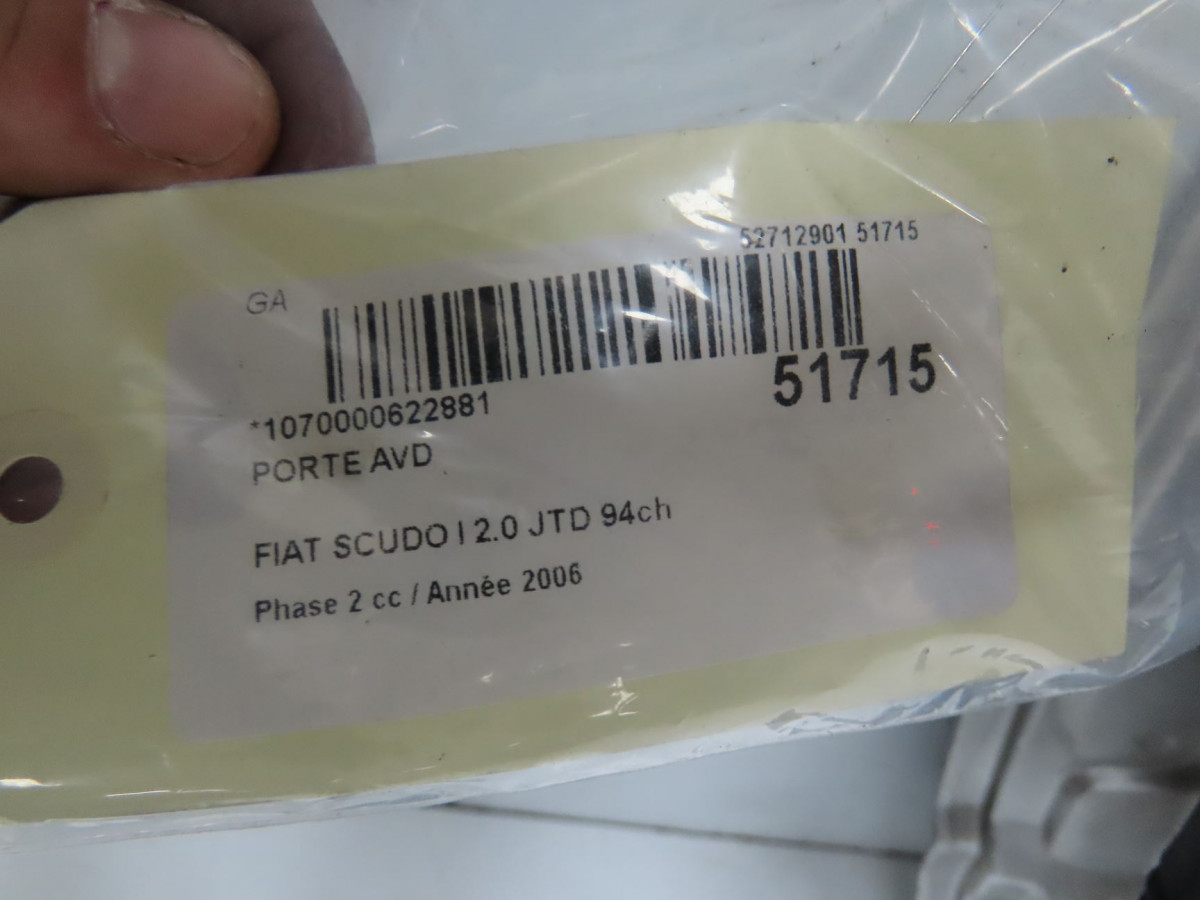 52712901 51715
GA
51715
*1070000622881
PORTE AVD
FIAT SCUDO I 2.0 JTD 94ch
Phase 2 cc / Année 2006